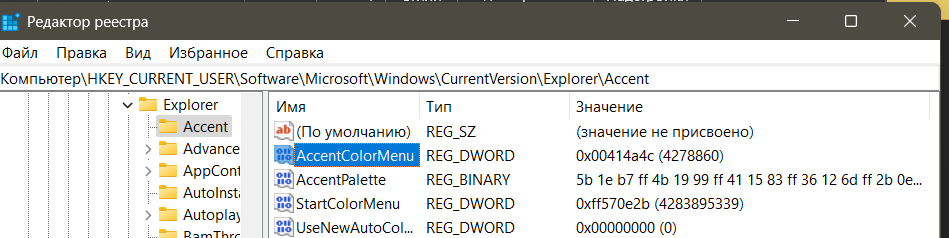 Редактор реестра
Файл Правка Вид Избранное Справка
Компьютер\HKEY_CURRENT_USER\Software\Microsoft\Windows\CurrentVersion\Explorer\Accent
Explorer
Accent
Advance
AppCont
AutoInsta
Autoplay
BamThro
Имя Тип Значение
(По умолчанию) REG_SZ (значение не присвоено)
AccentColorMenu REG_DWORD 0x00414a4c (4278860)
AccentPalette REG_BINARY 5b 1e b7 ff 4b 19 99 ff 41 15 83 ff 36 12 6d ff 2b 0e...
StartColorMenu REG_DWORD 0xff570e2b (4283895339)
UseNewAutoCol... REG_DWORD 0x00000000 (0)